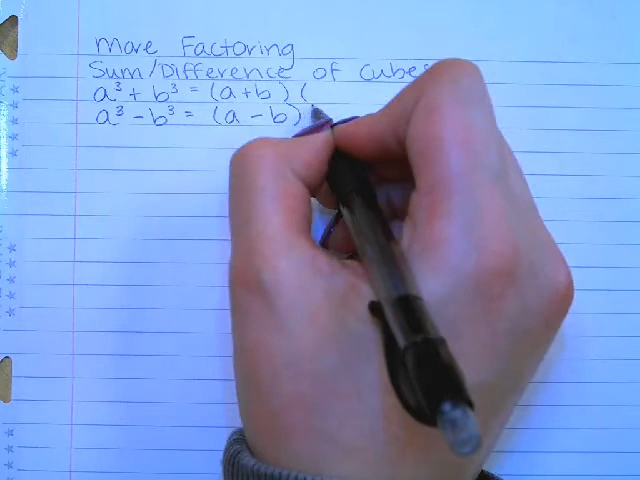 More Factoring
Sum/Difference of Cubes
a³ + b³ = (a+b) (
a³ - b³ = (a - b)